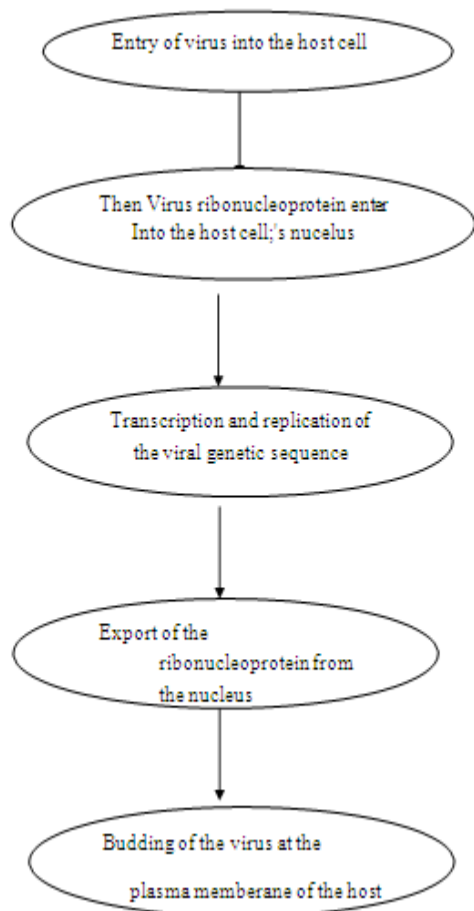 Entry of virus into the host cell
Then Virus ribonucleoprotein enter
Into the host cell;'s nucelus
Transcription and replication of
the viral genetic sequence
Export of the
ribonucleoprotein from
the nucleus
Budding of the virus at the
plasma memberane of the host